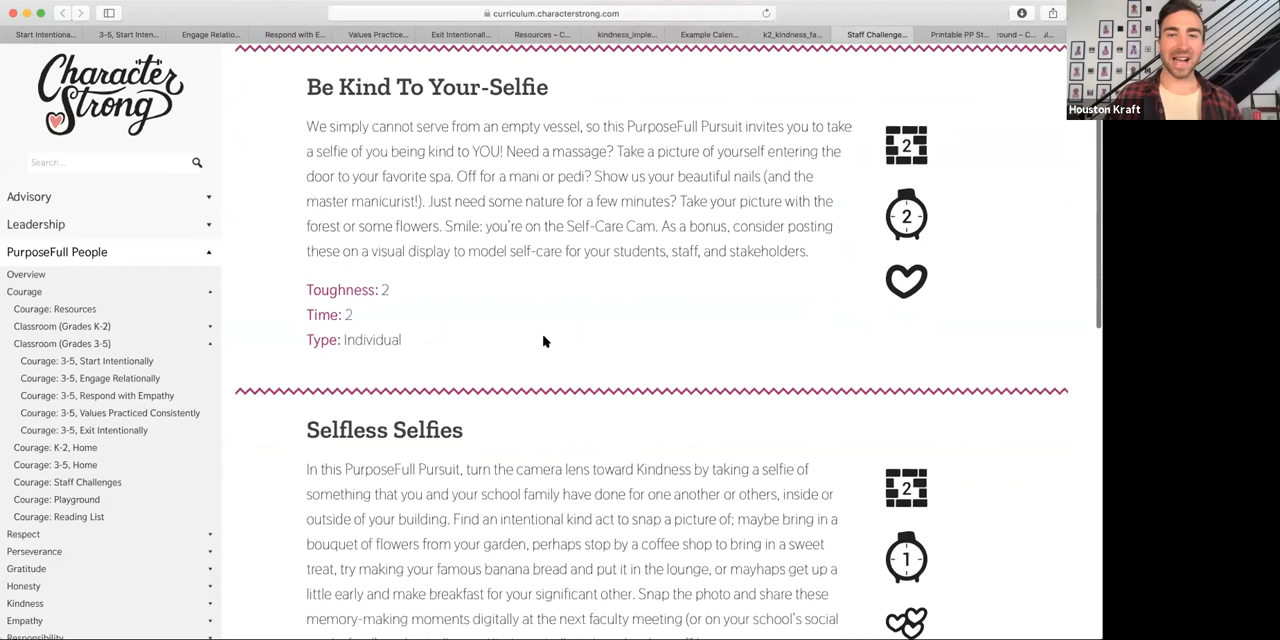 curriculum.characterstrong.com
Start Intentiona...
3-5, Start Inten...
Engage Relatio...
Respond with E...
Values Practice...
Exit Intentionall...
Resources – C...
kindness_imple...
Example Calen...
k2_kindness_fa...
Staff Challenge...
Printable PP St...
round – C...
Houston Kraft
Character
Strong
Search...
Advisory
Leadership
PurposeFull People
Overview
Courage
Courage: Resources
Classroom (Grades K-2)
Classroom (Grades 3-5)
Courage: 3-5, Start Intentionally
Courage: 3-5, Engage Relationally
Courage: 3-5, Respond with Empathy
Courage: 3-5, Values Practiced Consistently
Courage: 3-5, Exit Intentionally
Courage: K-2, Home
Courage: 3-5, Home
Courage: Staff Challenges
Courage: Playground
Courage: Reading List
Respect
Perseverance
Gratitude
Honesty
Kindness
Empathy
Responsibility
Be Kind To Your-Selfie
We simply cannot serve from an empty vessel, so this PurposeFull Pursuit invites you to take
a selfie of you being kind to YOU! Need a massage? Take a picture of yourself entering the
door to your favorite spa. Off for a mani or pedi? Show us your beautiful nails (and the
master manicurist!). Just need some nature for a few minutes? Take your picture with the
forest or some flowers. Smile: you're on the Self-Care Cam. As a bonus, consider posting
these on a visual display to model self-care for your students, staff, and stakeholders.
2
2
Toughness: 2
Time: 2
Type: Individual
Selfless Selfies
In this PurposeFull Pursuit, turn the camera lens toward Kindness by taking a selfie of
something that you and your school family have done for one another or others, inside or
outside of your building. Find an intentional kind act to snap a picture of; maybe bring in a
bouquet of flowers from your garden, perhaps stop by a coffee shop to bring in a sweet
treat, try making your famous banana bread and put it in the lounge, or mayhaps get up a
little early and make breakfast for your significant other. Snap the photo and share these
memory-making moments digitally at the next faculty meeting (or on your school's social
2
1